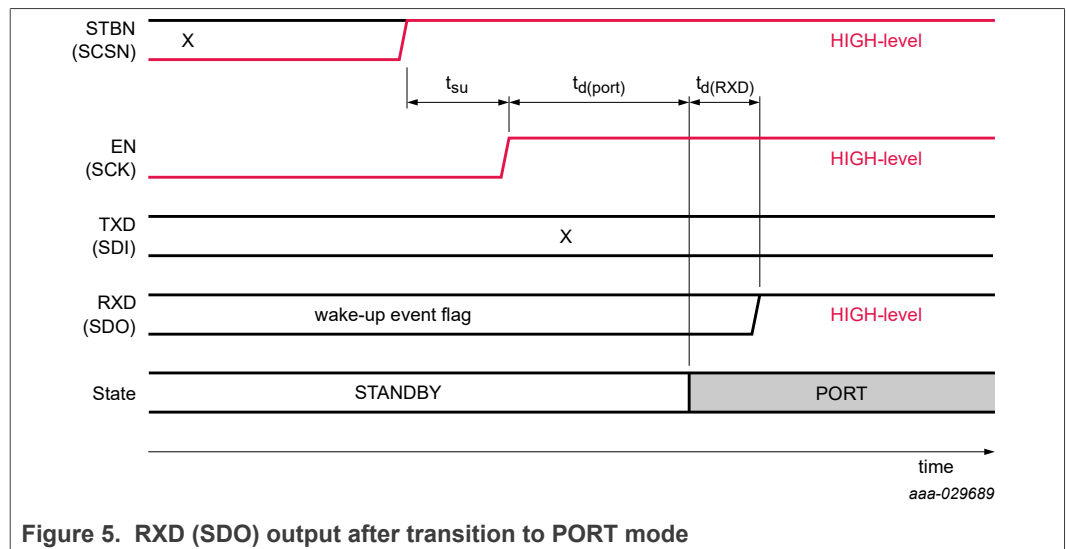 STBN
(SCSN)
X
HIGH-level
tsu
td(port)
td(RXD)
EN
(SCK)
HIGH-level
TXD
(SDI)
X
RXD
(SDO)
wake-up event flag
HIGH-level
State
STANDBY
PORT
time
aaa-029689
Figure 5. RXD (SDO) output after transition to PORT mode